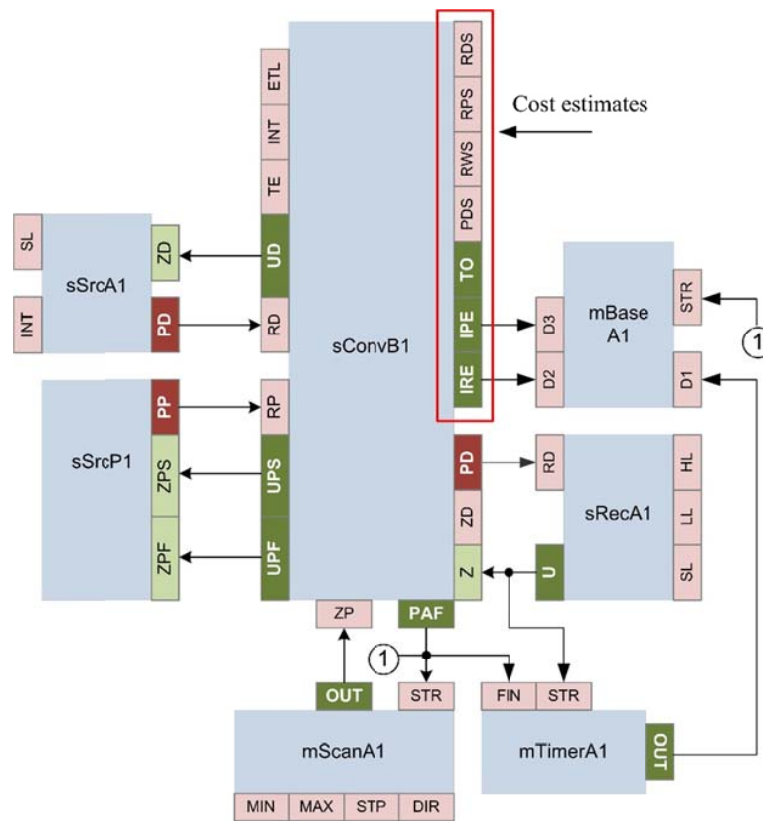 RDS
ETL
RPS
Cost estimates
INT
RWS
TE
PDS
SL
ZD
UD
TO
sSrcA1
mBase
A1
STR
INT
PD
RD
sConvB1
IPE
D3
1
IRE
D2
D1
PP
RP
sSrcP1
ZPS
UPS
PD
RD
HL
sRecA1
ZD
LL
ZPF
UPF
Z
U
SL
ZP
PAF
1
OUT
STR
FIN
STR
mScanA1
mTimerA1
OUT
MIN
MAX
STP
DIR